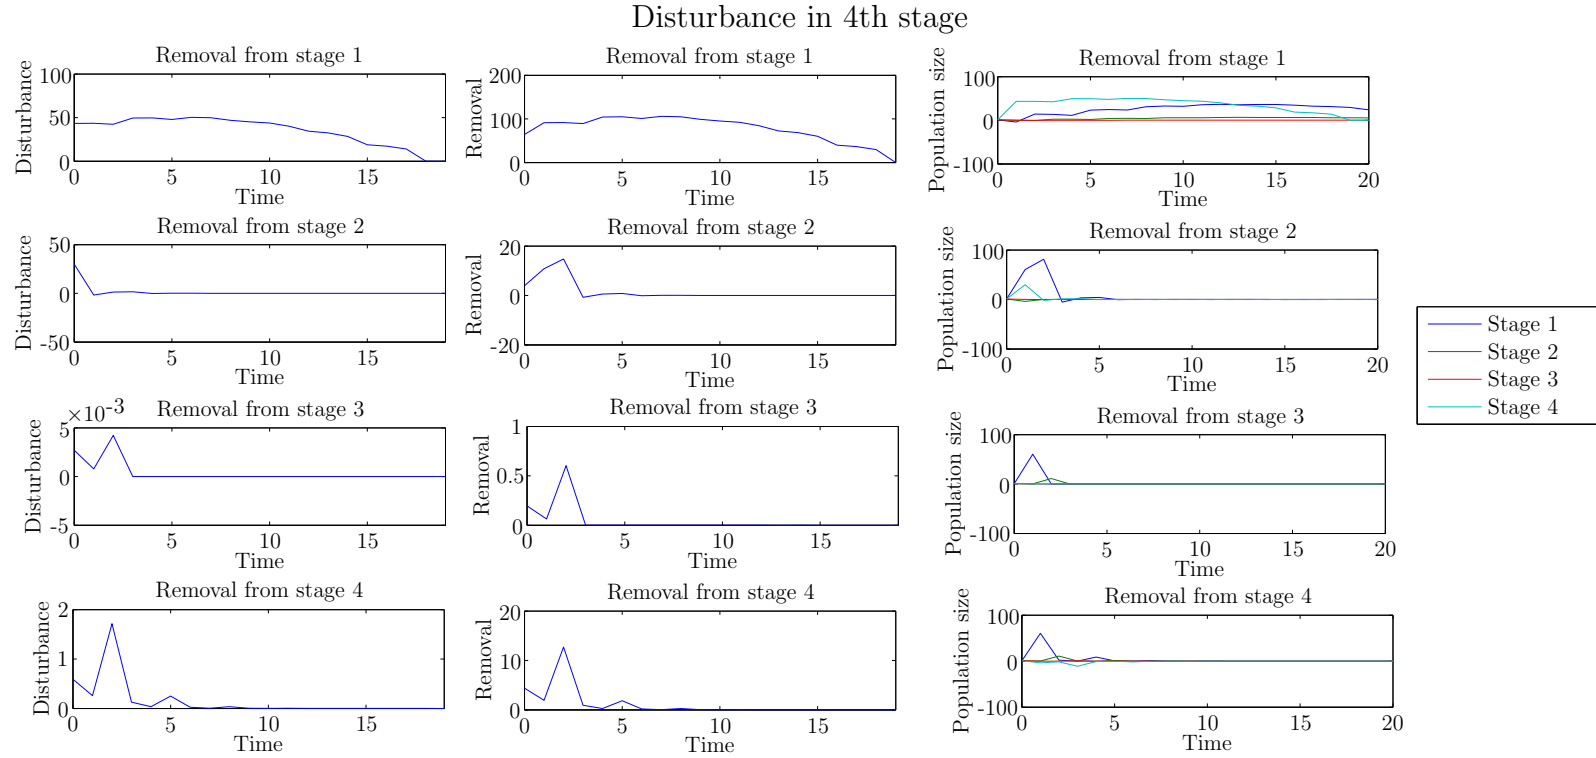 Disturbance in 4th stage
Removal from stage 1
Disturbance
100
50
0
0 5 10 15
Time
Removal from stage 1
Removal
200
100
0
5 10 15
Time
Removal from stage 1
Population size
100
0
-100
0 5 10 15 20
Time
Removal from stage 2
Disturbance
50
0
-50
0 5 10 15
Time
Removal from stage 2
Removal
20
0
-20
0 5 10 15
Time
Removal from stage 2
Population size
100
0
-100
0 5 10 15 20
Time
Stage 1
Stage 2
Stage 3
Stage 4
×10-3
Removal from stage 3
Disturbance
5
0
-5
0 5 10 15
Time
Removal from stage 3
Removal
1
0.5
0
0 5 10 15
Time
Removal from stage 3
Population size
100
0
-100
0 5 10 15 20
Time
Removal from stage 4
Disturbance
2
1
0
0 5 10 15
Time
Removal from stage 4
Removal
20
10
0
0 5 10 15
Time
Removal from stage 4
Population size
100
0
-100
0 5 10 15 20
Time